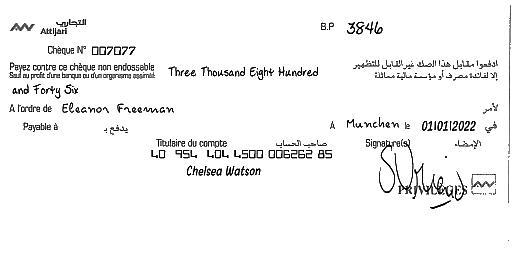 التجاري
Attijari
B.P 3846
Chèque N° 007077
Payez contre ce chèque non endossable
Sauf au profit d'une banque ou d'un organisme assimilé
Three Thousand Eight Hundred
ادفعوا مقابل هذا الصك غير القابل للتظهير
إلا لفائدة مصرف أو مؤسسة مالية مماثلة
and Forty Six
A l'ordre de Eleanor Freeman
لأمر
Payable à
يدفع بـ
A Munchen le 01/01/2022 في
Titulaire du compte صاحب الحساب
Signature(s) الإمضاء
40 954 404 4500 006262 85
Chelsea Watson
PRIVILEGES